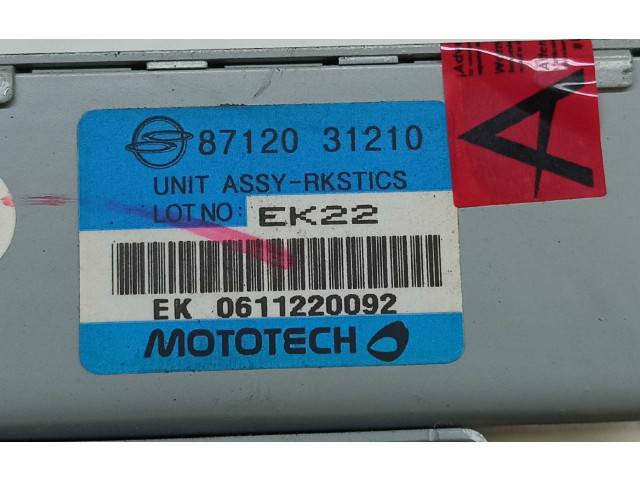 87120 31210
UNIT ASSY-RKSTICS
LOT NO: EK22
EK 0611220092
MOTOTECH
A